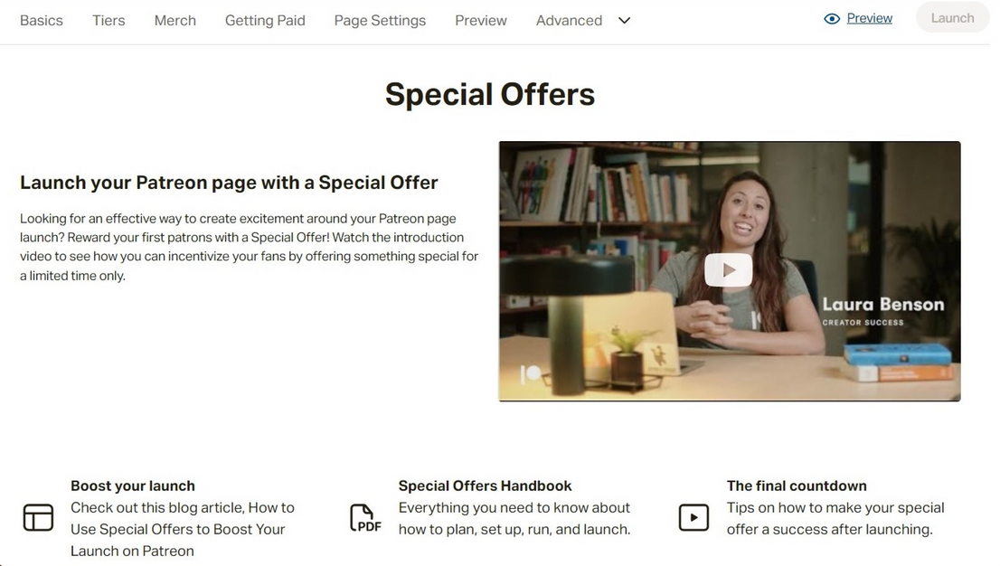 Basics Tiers Merch Getting Paid Page Settings Preview Advanced Preview Launch
Special Offers
Launch your Patreon page with a Special Offer
Looking for an effective way to create excitement around your Patreon page
launch? Reward your first patrons with a Special Offer! Watch the introduction
video to see how you can incentivize your fans by offering something special for
a limited time only.
Laura Benson
CREATOR SUCCESS
Boost your launch
Check out this blog article, How to
Use Special Offers to Boost Your
Launch on Patreon
PDF
Special Offers Handbook
Everything you need to know about
how to plan, set up, run, and launch.
The final countdown
Tips on how to make your special
offer a success after launching.